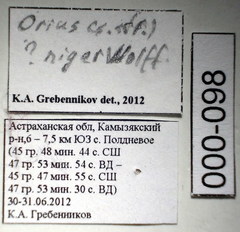 Orius (s. str.)
? niger Wolff.
K.A. Grebennikov det., 2012
Астраханская обл, Камызякский
р-н,6 – 7,5 км ЮЗ с. Полдневое
(45 гр. 48 мин. 44 с. СШ
47 гр. 53 мин. 54 с. ВД –
45 гр. 47 мин. 55 с. СШ
47 гр. 53 мин. 30 с. ВД)
30-31.06.2012
К.А. Гребенников
000-098